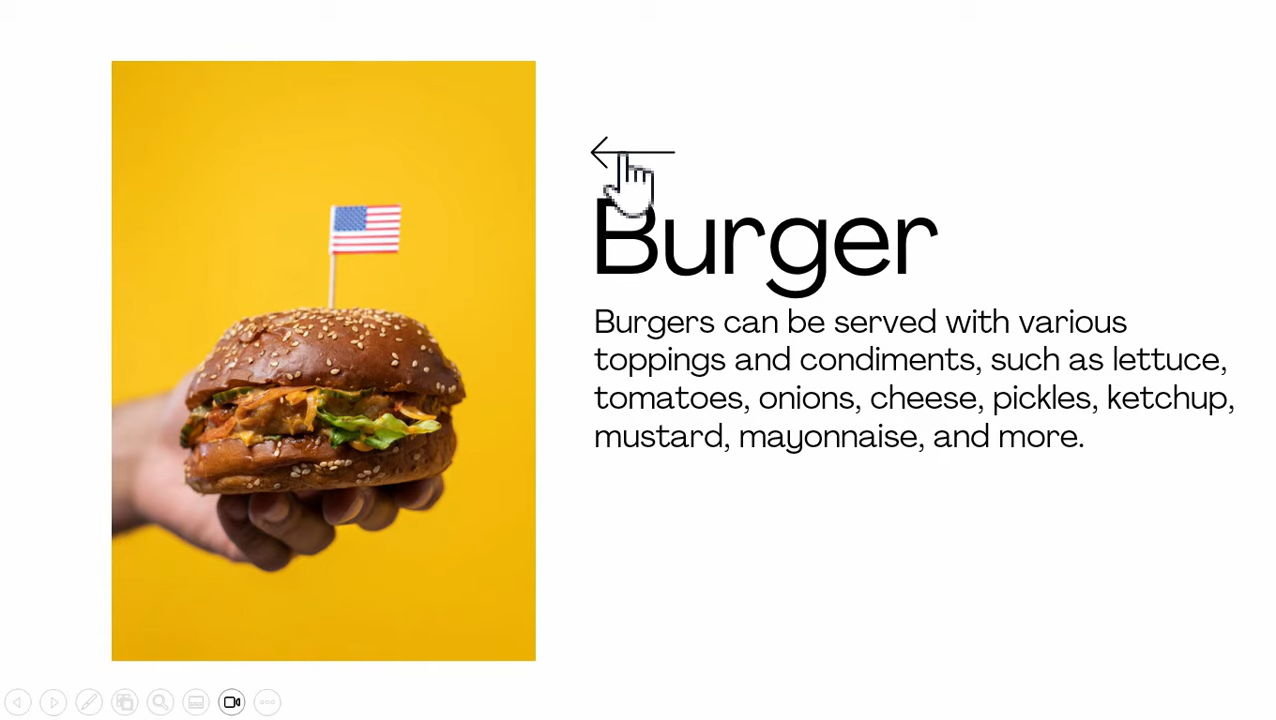 Burger
Burgers can be served with various
toppings and condiments, such as lettuce,
tomatoes, onions, cheese, pickles, ketchup,
mustard, mayonnaise, and more.